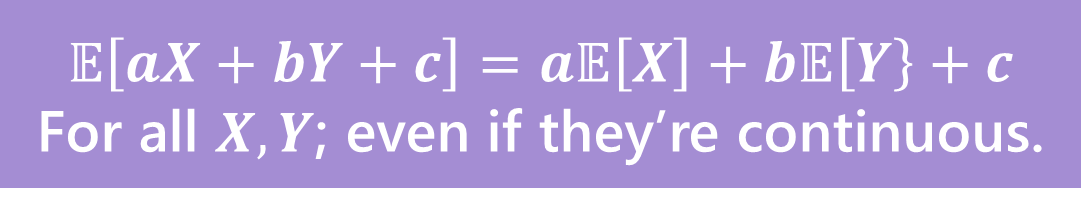 𝔼[aX + bY + c] = a𝔼[X] + b𝔼[Y} + c
For all X, Y; even if they're continuous.